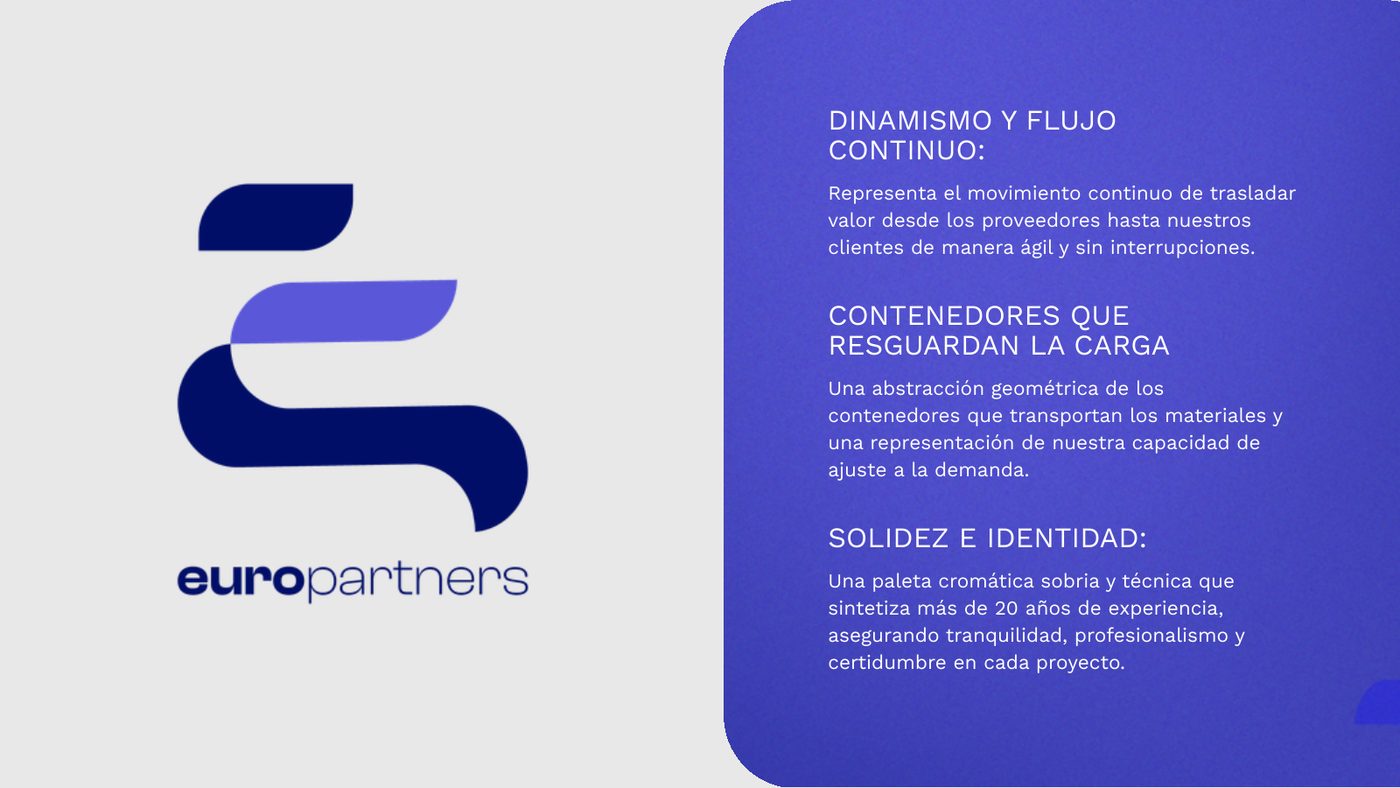 europartners
DINAMISMO Y FLUJO
CONTINUO:
Representa el movimiento continuo de trasladar
valor desde los proveedores hasta nuestros
clientes de manera ágil y sin interrupciones.
CONTENEDORES QUE
RESGUARDAN LA CARGA
Una abstracción geométrica de los
contenedores que transportan los materiales y
una representación de nuestra capacidad de
ajuste a la demanda.
SOLIDEZ E IDENTIDAD:
Una paleta cromática sobria y técnica que
sintetiza más de 20 años de experiencia,
asegurando tranquilidad, profesionalismo y
certidumbre en cada proyecto.